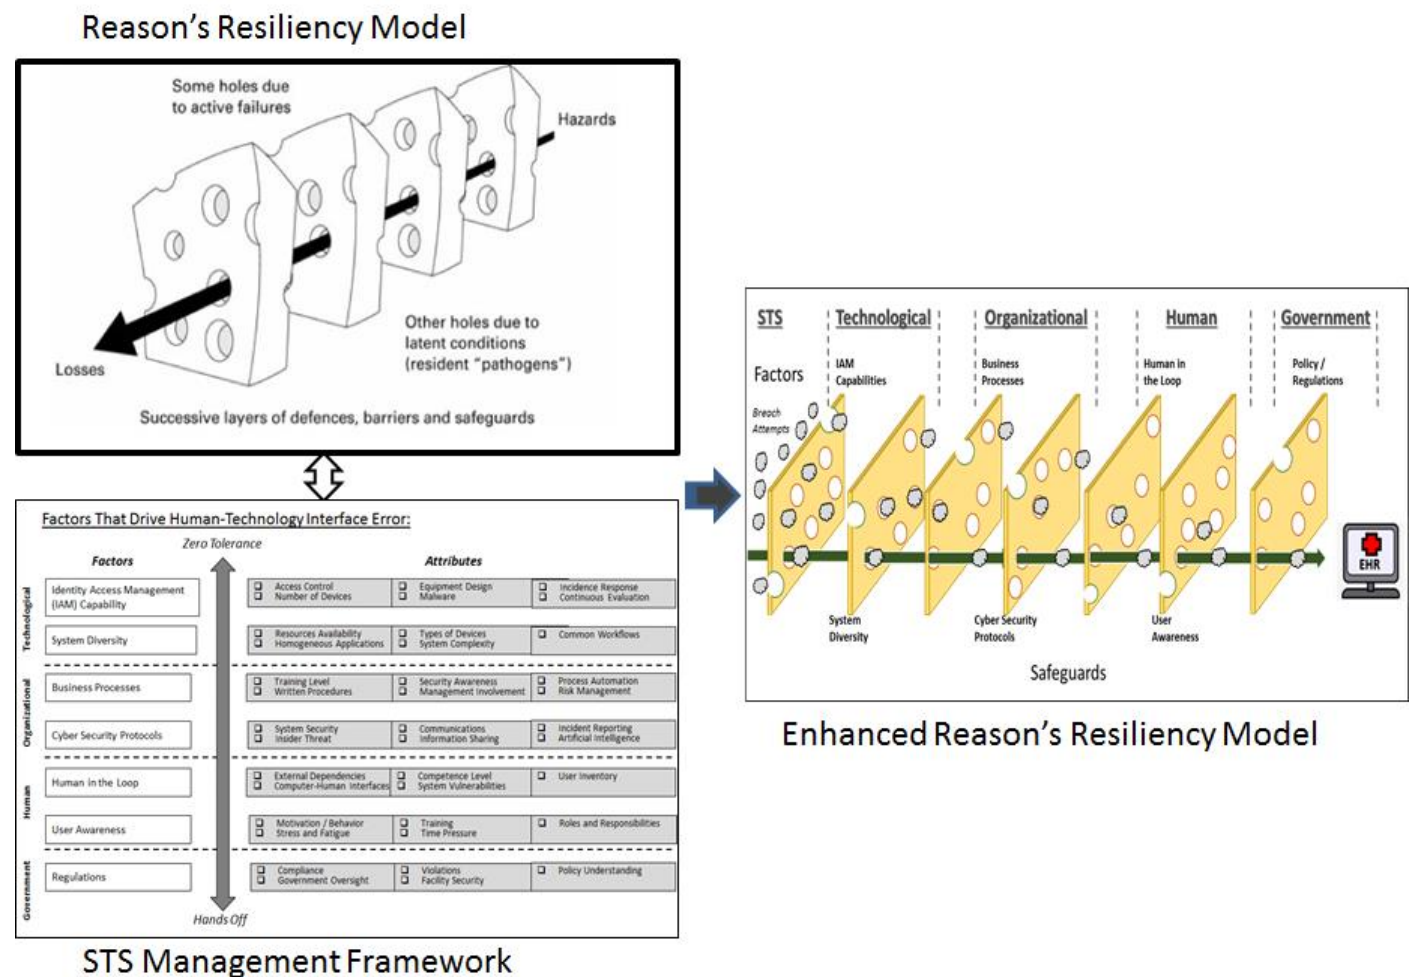 Reason's Resiliency Model
Some holes due
to active failures
Hazards
Other holes due to
latent conditions
(resident "pathogens")
Losses
Successive layers of defences, barriers and safeguards
Factors That Drive Human-Technology Interface Error:
Zero Tolerance
Factors
Attributes
Technological
Identity Access Management
(IAM) Capability
Access Control
Number of Devices
Equipment Design
Malware
Incidence Response
Continuous Evaluation
System Diversity
Resources Availability
Homogeneous Applications
Types of Devices
System Complexity
Common Workflows
Organizational
Business Processes
Training Level
Written Procedures
Security Awareness
Management Involvement
Process Automation
Risk Management
Cyber Security Protocols
System Security
Insider Threat
Communications
Information Sharing
Incident Reporting
Artificial Intelligence
Human
Human in the Loop
External Dependencies
Computer-Human Interfaces
Competence Level
System Vulnerabilities
User Inventory
User Awareness
Motivation / Behavior
Stress and Fatigue
Training
Time Pressure
Roles and Responsibilities
Government
Regulations
Compliance
Government Oversight
Violations
Facility Security
Policy Understanding
Hands Off
STS Management Framework
STS
Technological
Organizational
Human
Government
Factors
IAM
Capabilities
Business
Processes
Human in
the Loop
Policy /
Regulations
Breach
Attempts
EHR
System
Diversity
Cyber Security
Protocols
User
Awareness
Safeguards
Enhanced Reason's Resiliency Model